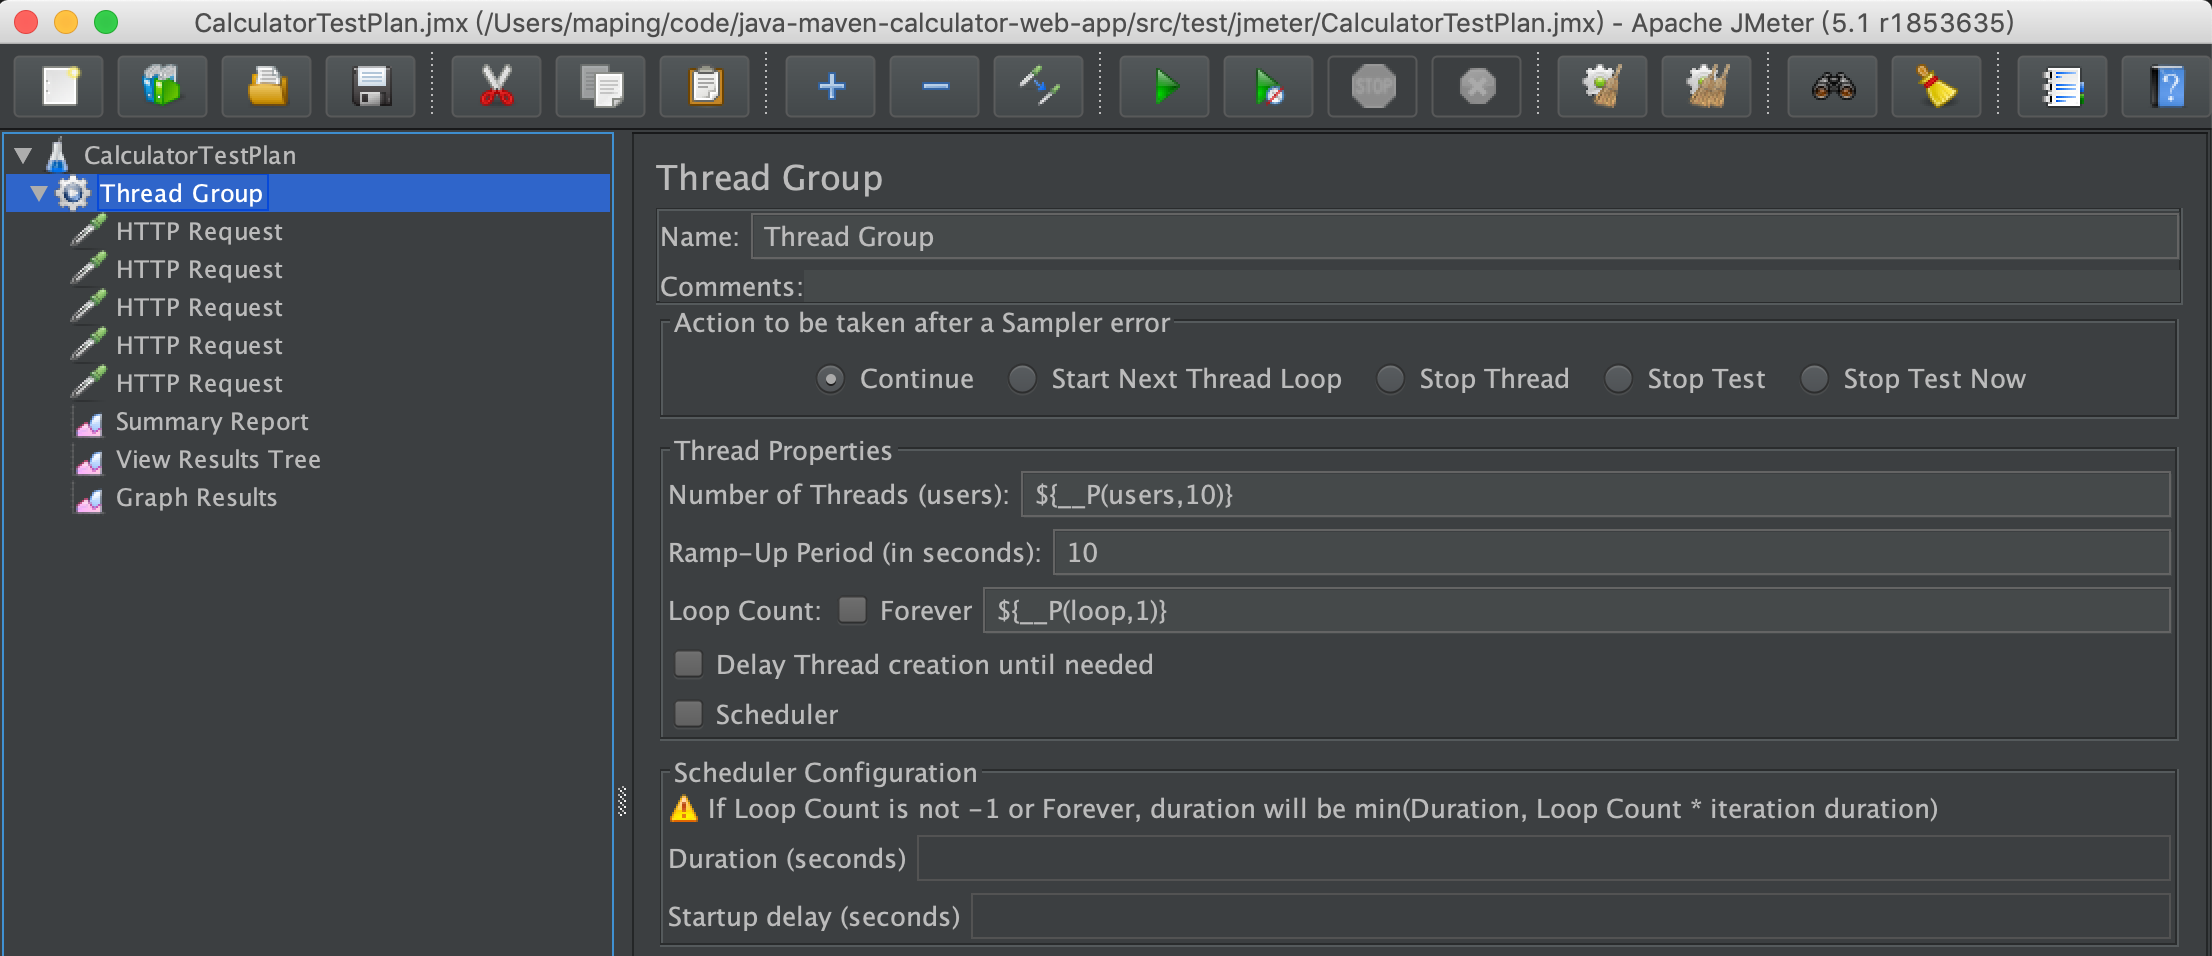 CalculatorTestPlan.jmx (/Users/maping/code/java-maven-calculator-web-app/src/test/jmeter/CalculatorTestPlan.jmx) - Apache JMeter (5.1 r1853635)
STOP
?
CalculatorTestPlan
Thread Group
HTTP Request
HTTP Request
HTTP Request
HTTP Request
HTTP Request
Summary Report
View Results Tree
Graph Results
Thread Group
Name: Thread Group
Comments:
Action to be taken after a Sampler error
Continue Start Next Thread Loop Stop Thread Stop Test Stop Test Now
Thread Properties
Number of Threads (users): ${__P(users,10)}
Ramp-Up Period (in seconds): 10
Loop Count: Forever ${__P(loop,1)}
Delay Thread creation until needed
Scheduler
Scheduler Configuration
If Loop Count is not -1 or Forever, duration will be min(Duration, Loop Count * iteration duration)
Duration (seconds)
Startup delay (seconds)